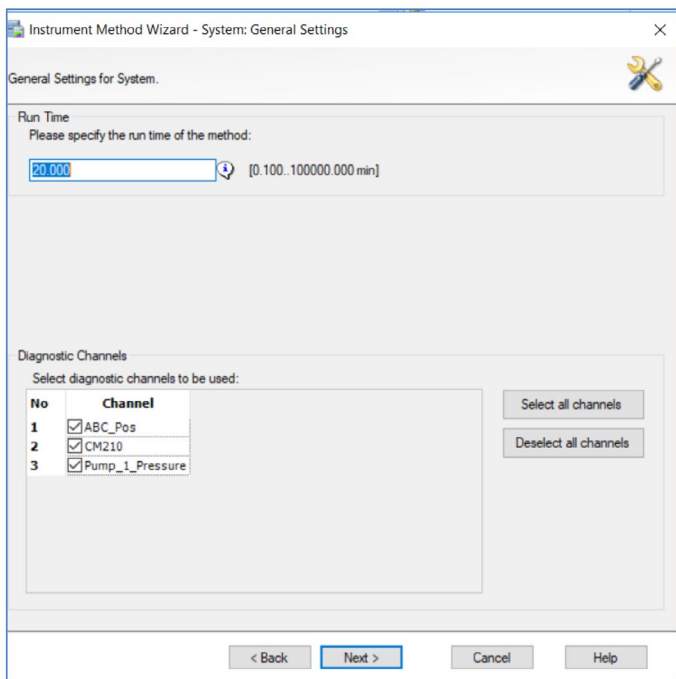 Instrument Method Wizard - System: General Settings
General Settings for System.
Run Time
Please specify the run time of the method:
20.000 [0.100..100000.000 min]
Diagnostic Channels
Select diagnostic channels to be used:
No Channel
1 ABC_Pos
2 CM210
3 Pump_1_Pressure
Select all channels
Deselect all channels
< Back Next > Cancel Help